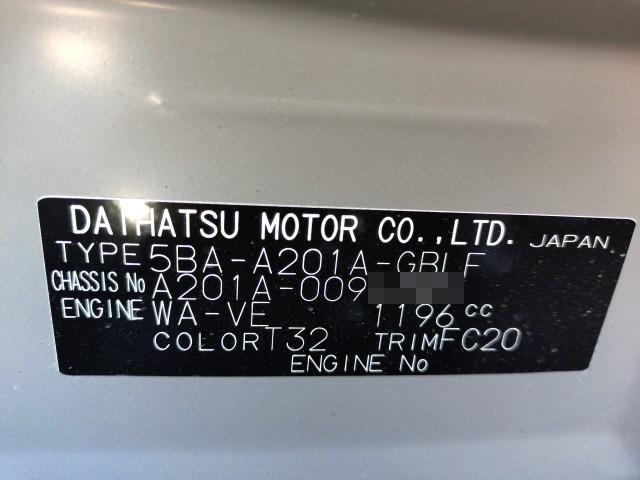 DAIHATSU MOTOR CO.,LTD. JAPAN
TYPE 5BA-A201A-GBLF
CHASSIS No A201A-009
ENGINE WA-VE 1196 cc
COLOR T32 TRIM FC20
ENGINE No